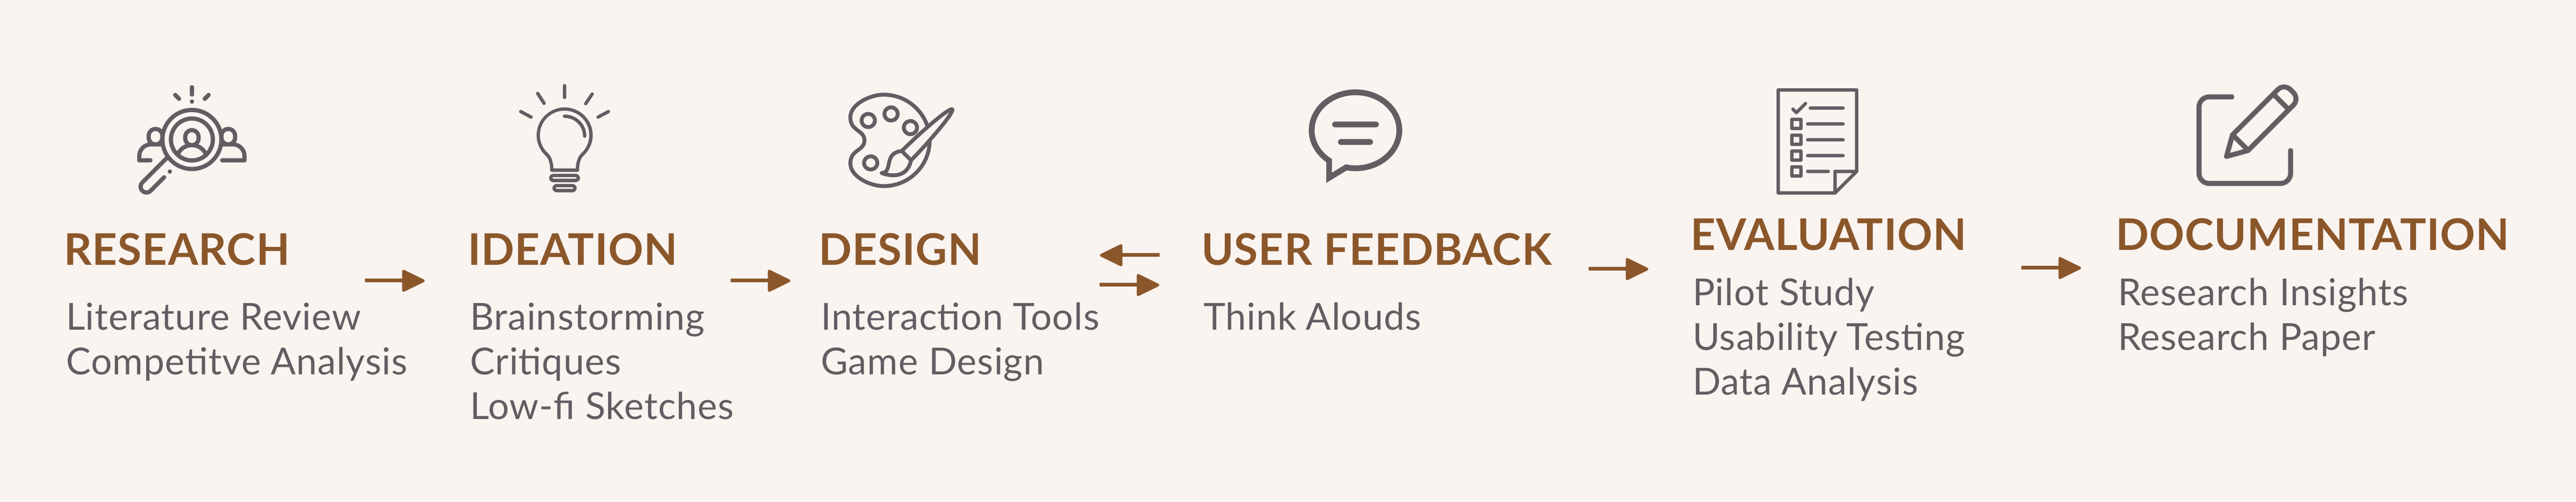 RESEARCH
Literature Review
Competitve Analysis
IDEATION
Brainstorming
Critiques
Low-fi Sketches
DESIGN
Interaction Tools
Game Design
USER FEEDBACK
Think Alouds
EVALUATION
Pilot Study
Usability Testing
Data Analysis
DOCUMENTATION
Research Insights
Research Paper